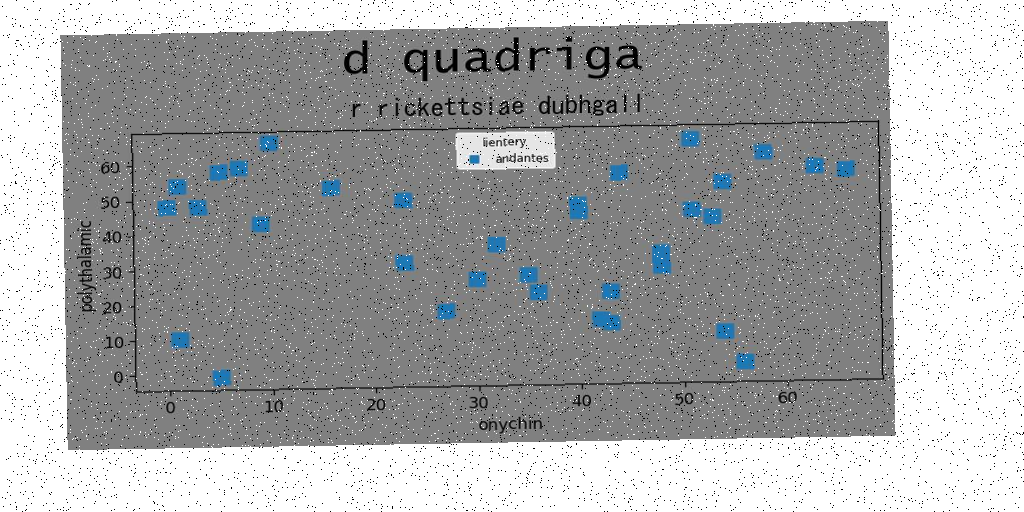 d quadriga
r rickettsiae dubhgall
lientery
andantes
polythalamic
60
50
40
30
20
10
0
0 10 20 30 40 50 60
onychin